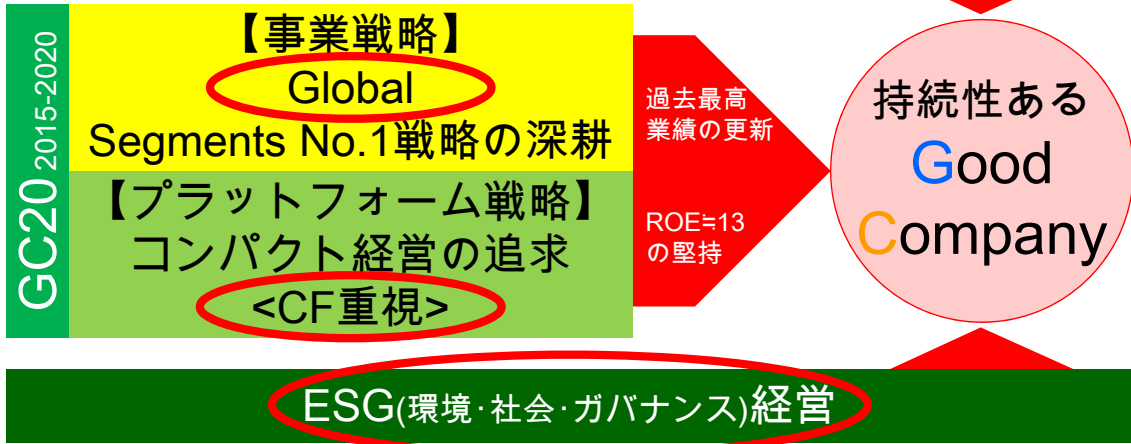 GC20 2015-2020
【事業戦略】
Global
Segments No.1戦略の深耕
【プラットフォーム戦略】
コンパクト経営の追求
<CF重視>
過去最高
業績の更新
ROE≒13
の堅持
持続性ある
Good
Company
ESG(環境･社会･ガバナンス)経営